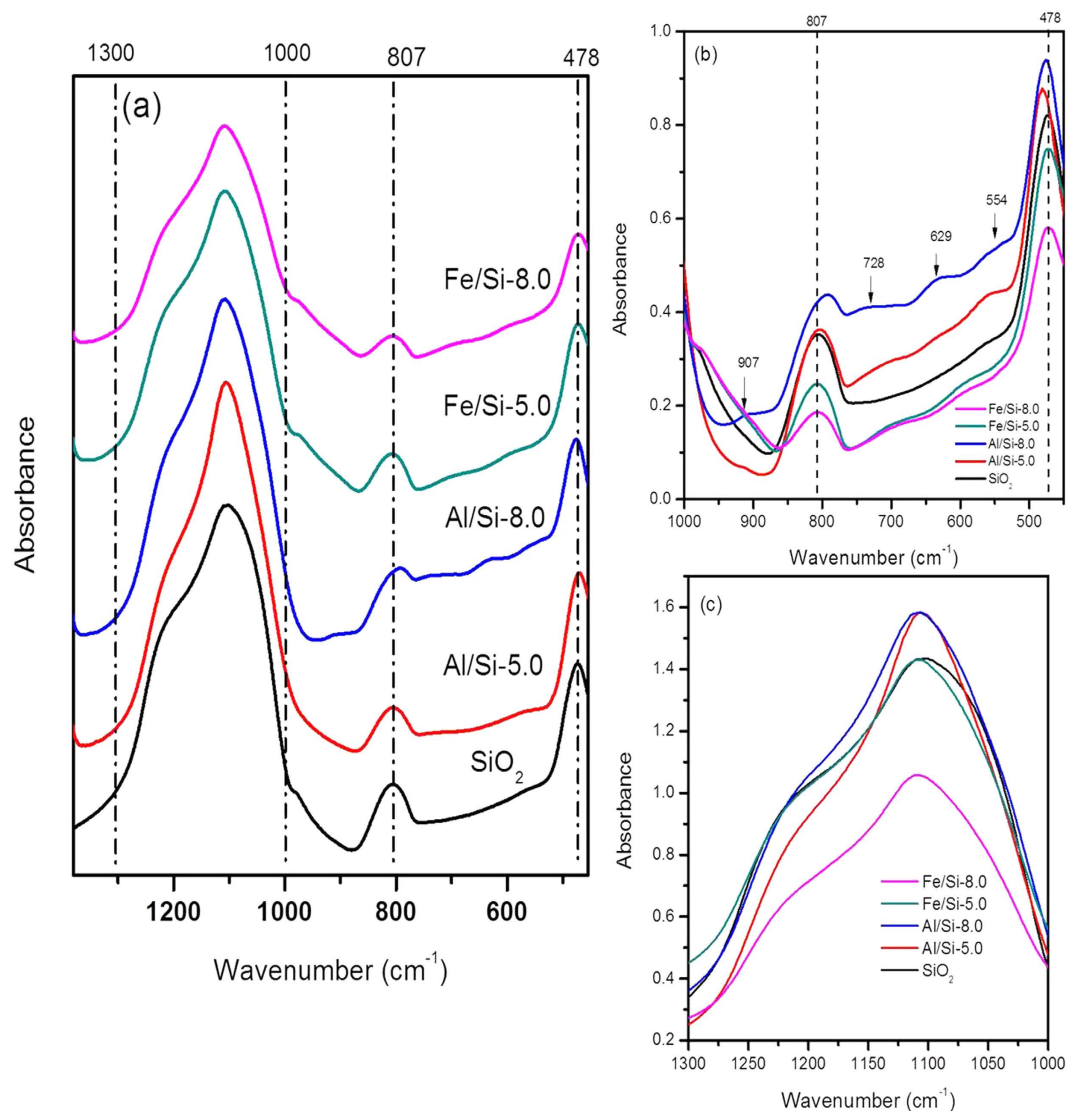 1300 1000 807 478
(a)
Fe/Si-8.0
Fe/Si-5.0
Al/Si-8.0
Al/Si-5.0
SiO₂
Absorbance
1200 1000 800 600
Wavenumber (cm⁻¹)
807 478
(b)
1.0
0.8
0.6
0.4
0.2
0.0
907
728
629
554
Fe/Si-8.0
Fe/Si-5.0
Al/Si-8.0
Al/Si-5.0
SiO₂
Absorbance
1000 900 800 700 600 500
Wavenumber (cm⁻¹)
(c)
1.6
1.4
1.2
1.0
0.8
0.6
0.4
0.2
Fe/Si-8.0
Fe/Si-5.0
Al/Si-8.0
Al/Si-5.0
SiO₂
Absorbance
1300 1250 1200 1150 1100 1050 1000
Wavenumber (cm⁻¹)